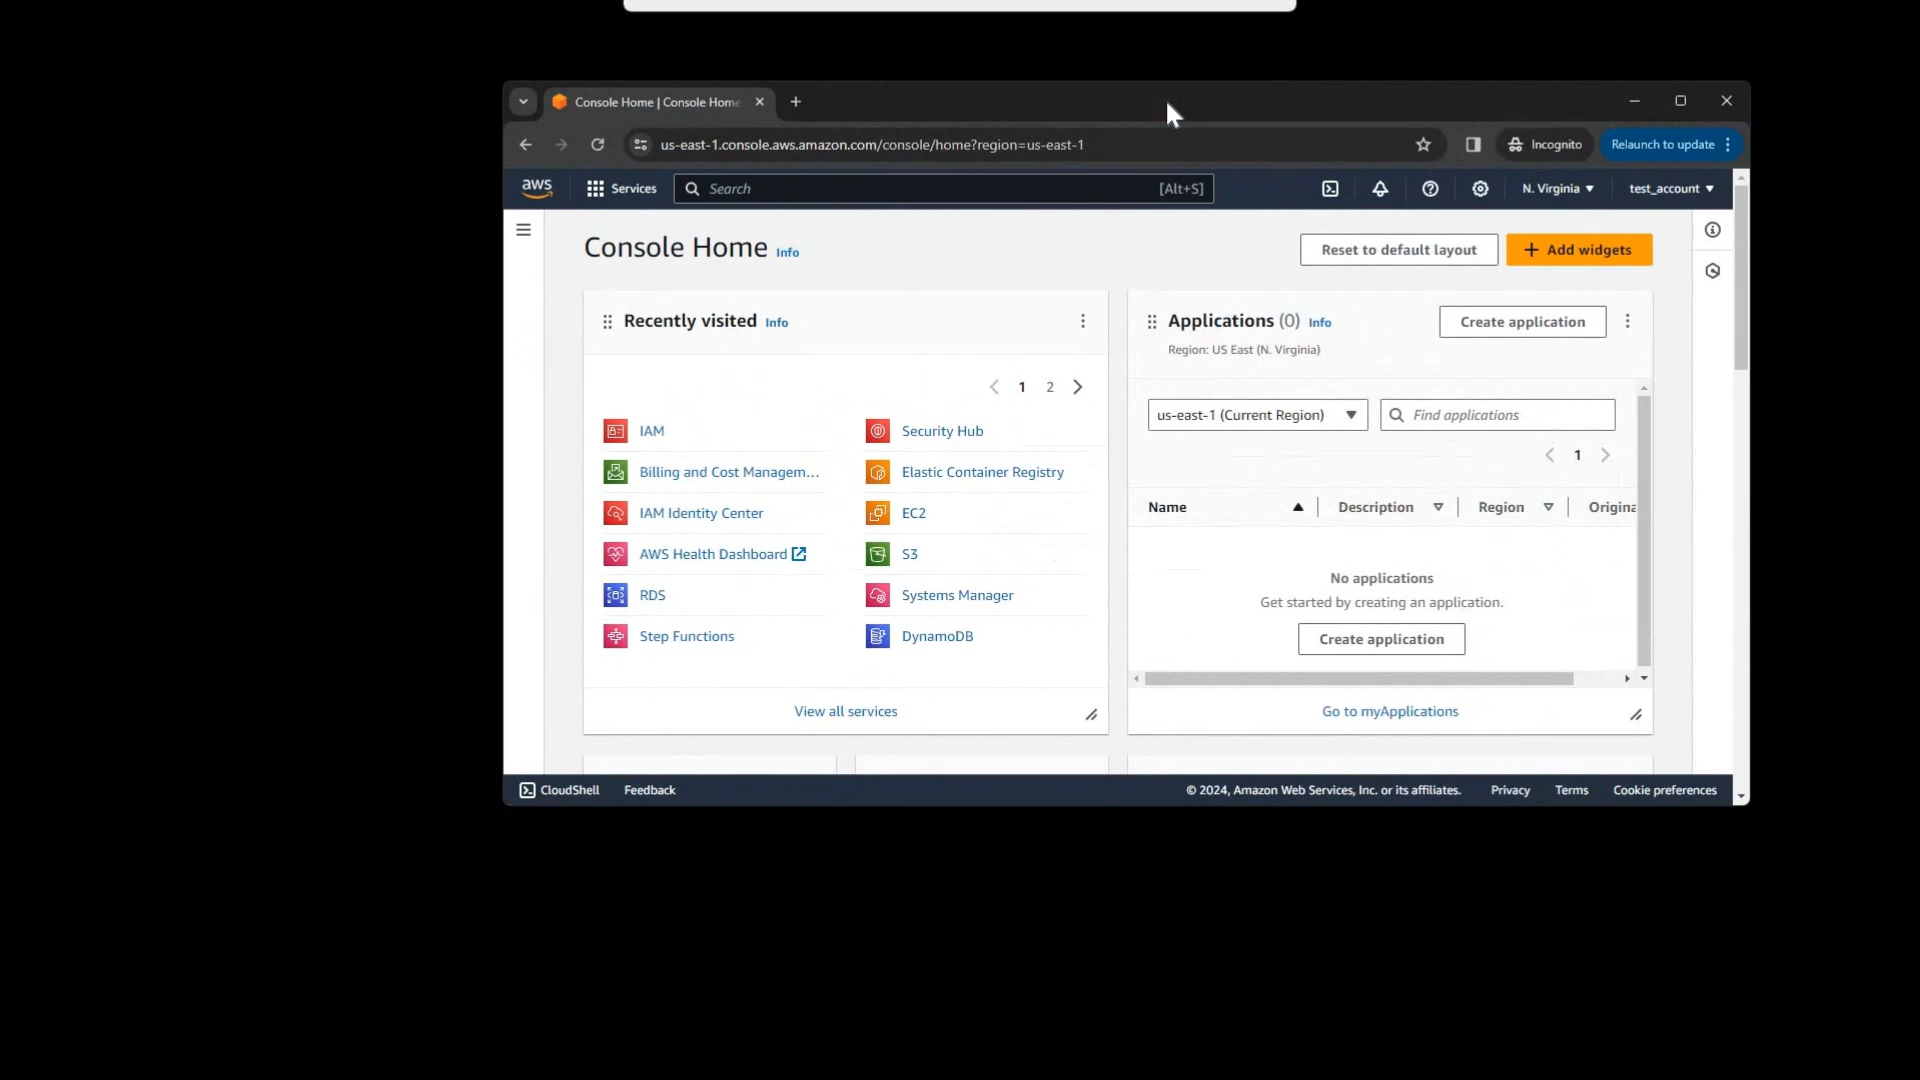 Console Home | Console Home
us-east-1.console.aws.amazon.com/console/home?region=us-east-1
Incognito
Relaunch to update
aws
Services
Search
[Alt+S]
N. Virginia
test_account
Console Home Info
Reset to default layout
Add widgets
Recently visited Info
1 2
IAM
Billing and Cost Managem...
IAM Identity Center
AWS Health Dashboard
RDS
Step Functions
Security Hub
Elastic Container Registry
EC2
S3
Systems Manager
DynamoDB
View all services
Applications (0) Info
Region: US East (N. Virginia)
Create application
us-east-1 (Current Region)
Find applications
1
Name
Description
Region
Origina
No applications
Get started by creating an application.
Create application
Go to myApplications
CloudShell
Feedback
© 2024, Amazon Web Services, Inc. or its affiliates.
Privacy
Terms
Cookie preferences